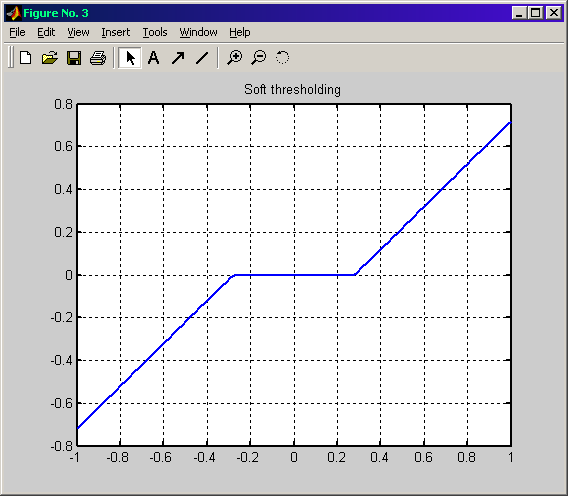 Figure No. 3
File Edit View Insert Tools Window Help
A
Soft thresholding
0.8
0.6
0.4
0.2
0
-0.2
-0.4
-0.6
-0.8
-1 -0.8 -0.6 -0.4 -0.2 0 0.2 0.4 0.6 0.8 1